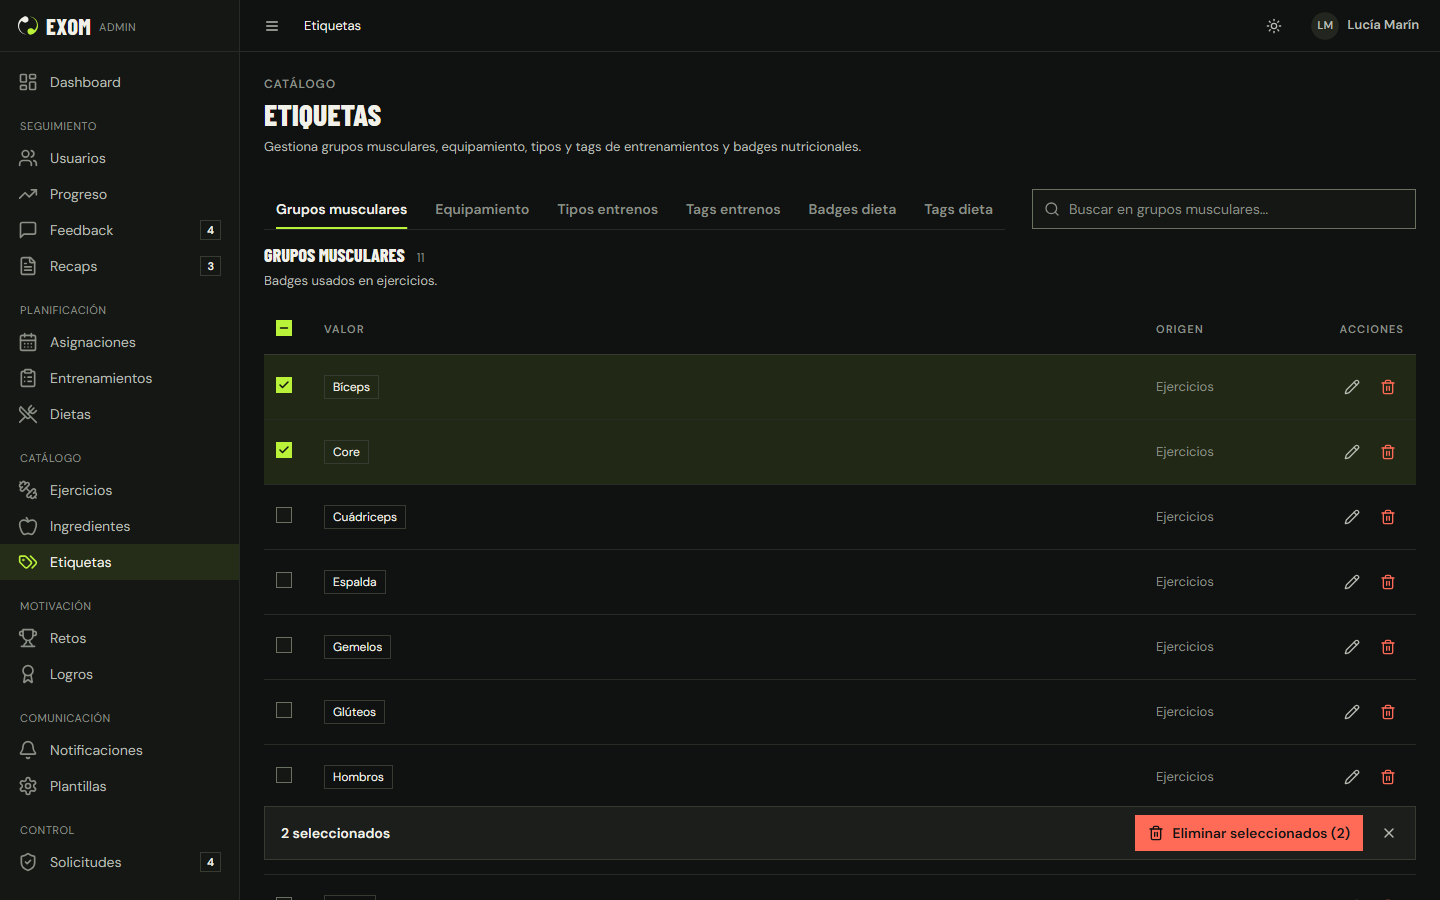 EXOM ADMIN
Dashboard
SEGUIMIENTO
Usuarios
Progreso
Feedback 4
Recaps 3
PLANIFICACIÓN
Asignaciones
Entrenamientos
Dietas
CATÁLOGO
Ejercicios
Ingredientes
Etiquetas
MOTIVACIÓN
Retos
Logros
COMUNICACIÓN
Notificaciones
Plantillas
CONTROL
Solicitudes 4
Etiquetas
LM Lucía Marín
CATÁLOGO
ETIQUETAS
Gestiona grupos musculares, equipamiento, tipos y tags de entrenamientos y badges nutricionales.
Grupos musculares Equipamiento Tipos entrenos Tags entrenos Badges dieta Tags dieta
Buscar en grupos musculares...
GRUPOS MUSCULARES 11
Badges usados en ejercicios.
VALOR ORIGEN ACCIONES
Bíceps Ejercicios
Core Ejercicios
Cuádriceps Ejercicios
Espalda Ejercicios
Gemelos Ejercicios
Glúteos Ejercicios
Hombros Ejercicios
2 seleccionados Eliminar seleccionados (2)